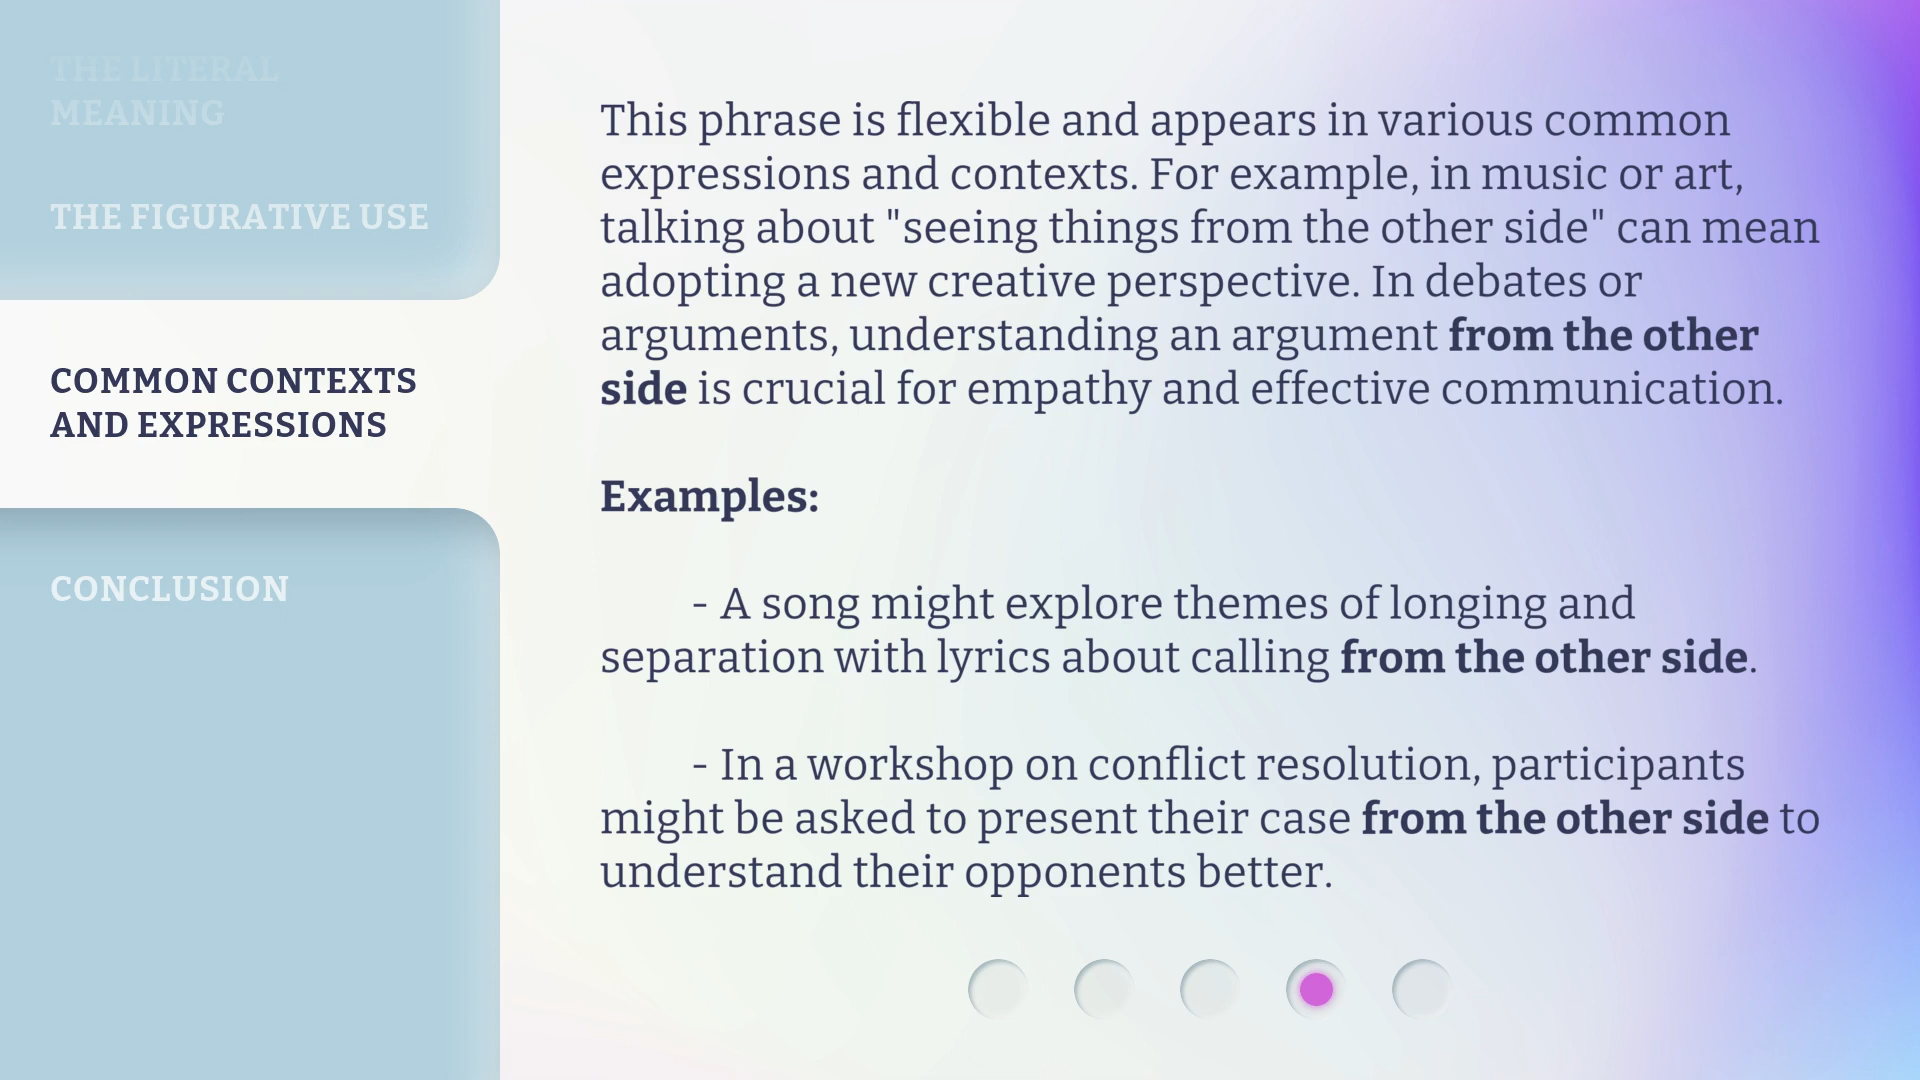 THE LITERAL
MEANING
THE FIGURATIVE USE
COMMON CONTEXTS
AND EXPRESSIONS
CONCLUSION
This phrase is flexible and appears in various common
expressions and contexts. For example, in music or art,
talking about "seeing things from the other side" can mean
adopting a new creative perspective. In debates or
arguments, understanding an argument from the other
side is crucial for empathy and effective communication.
Examples:
- A song might explore themes of longing and
separation with lyrics about calling from the other side.
- In a workshop on conflict resolution, participants
might be asked to present their case from the other side to
understand their opponents better.